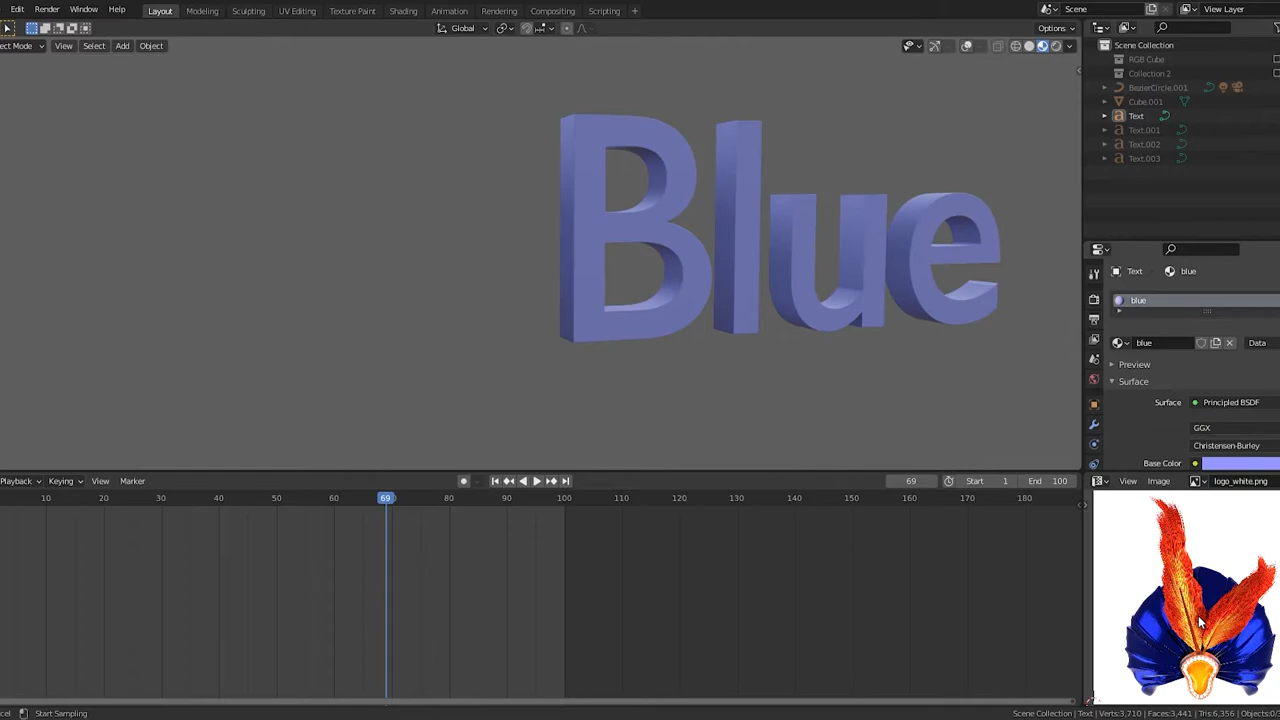 Edit Render Window Help Layout Modeling Sculpting UV Editing Texture Paint Shading Animation Rendering Compositing Scripting + Scene View Layer
Global Options
ect Mode View Select Add Object Scene Collection
RGB Cube
Collection 2
BezierCircle.001
Cube.001
Text
Text.001
Text.002
Text.003
Blue
Text blue
blue
blue Data
Preview
Surface
Surface Principled BSDF
GGX
Christensen-Burley
Base Color
Playback Keying View Marker 69 Start 1 End 100 View Image logo_white.png
10 20 30 40 50 60 69 80 90 100 110 120 130 140 150 160 170 180
cel Start Sampling Scene Collection | Text | Verts:3,710 | Faces:3,441 | Tris:6,356 | Objects:0/